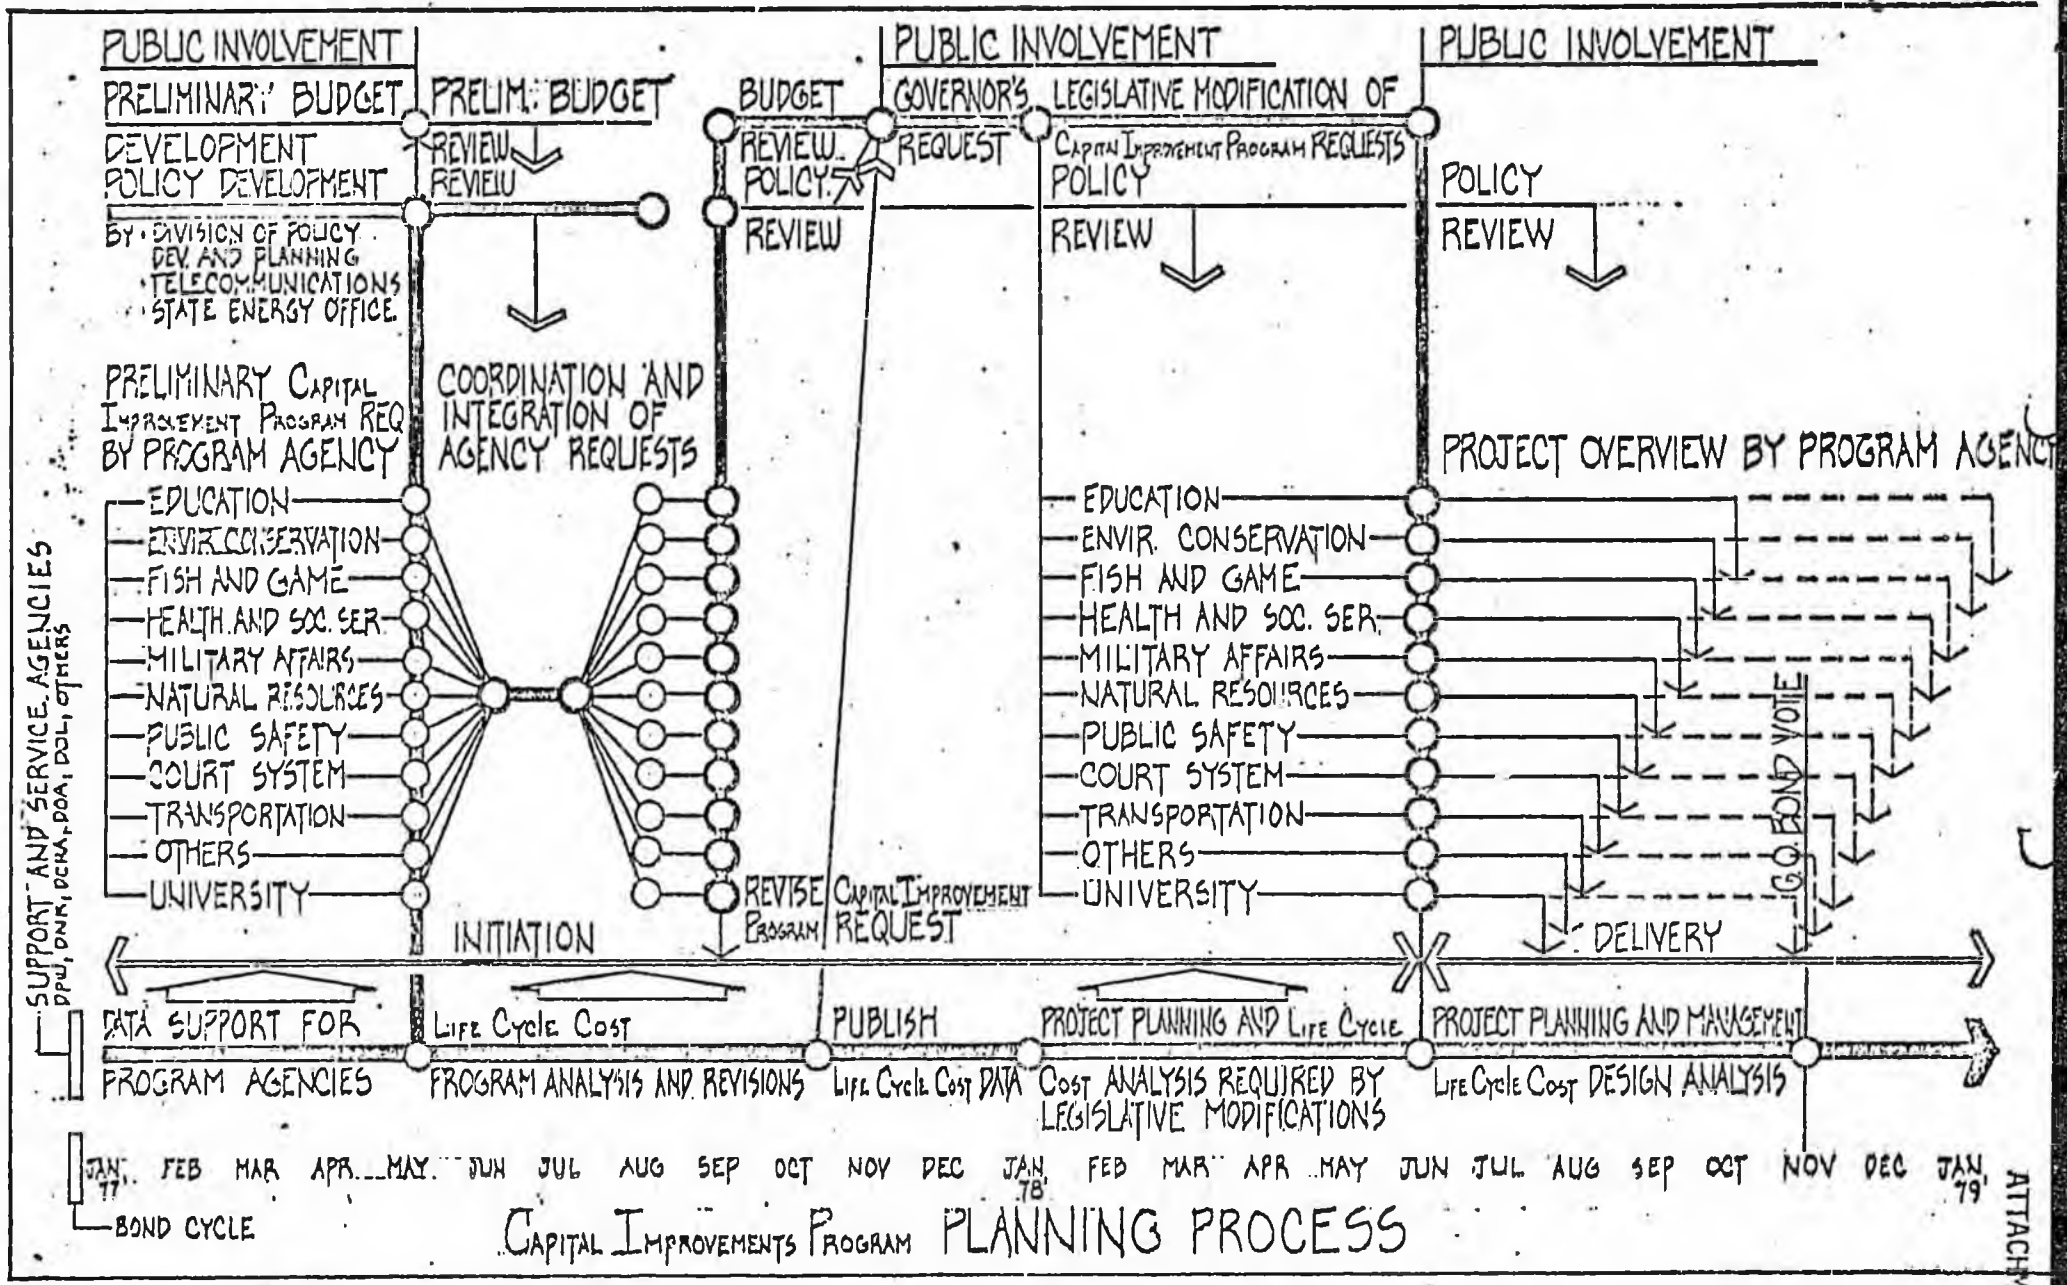 PUBLIC INVOLVEMENT
PRELIMINARY BUDGET
DEVELOPMENT
POLICY DEVELOPMENT
BY · DIVISION OF POLICY
DEV. AND PLANNING
· TELECOMMUNICATIONS
· STATE ENERGY OFFICE
PRELIM. BUDGET
REVIEW
REVIEW
BUDGET
REVIEW
POLICY
REVIEW
PUBLIC INVOLVEMENT
GOVERNOR'S
REQUEST
LEGISLATIVE MODIFICATION OF
CAPITAL IMPROVEMENT PROGRAM REQUESTS
POLICY
REVIEW
PUBLIC INVOLVEMENT
POLICY
REVIEW
PRELIMINARY CAPITAL
IMPROVEMENT PROGRAM REQ
BY PROGRAM AGENCY
EDUCATION
ENVIR. CONSERVATION
FISH AND GAME
HEALTH AND SOC. SER.
MILITARY AFFAIRS
NATURAL RESOURCES
PUBLIC SAFETY
COURT SYSTEM
TRANSPORTATION
OTHERS
UNIVERSITY
COORDINATION AND
INTEGRATION OF
AGENCY REQUESTS
REVISE CAPITAL IMPROVEMENT
PROGRAM REQUEST
EDUCATION
ENVIR. CONSERVATION
FISH AND GAME
HEALTH AND SOC. SER.
MILITARY AFFAIRS
NATURAL RESOURCES
PUBLIC SAFETY
COURT SYSTEM
TRANSPORTATION
OTHERS
UNIVERSITY
PROJECT OVERVIEW BY PROGRAM AGENCY
G.O. BOND VOTE
INITIATION
DELIVERY
SUPPORT AND SERVICE AGENCIES
DPW, DNR, DCRA, DOA, DOL, OTHERS
DATA SUPPORT FOR
PROGRAM AGENCIES
LIFE CYCLE COST
PROGRAM ANALYSIS AND REVISIONS
PUBLISH
LIFE CYCLE COST DATA
PROJECT PLANNING AND LIFE CYCLE
COST ANALYSIS REQUIRED BY
LEGISLATIVE MODIFICATIONS
PROJECT PLANNING AND MANAGEMENT
LIFE CYCLE COST DESIGN ANALYSIS
JAN. FEB MAR APR MAY JUN JUL AUG SEP OCT NOV DEC JAN. FEB MAR APR MAY JUN JUL AUG SEP OCT NOV DEC JAN.
77 78 79
BOND CYCLE
CAPITAL IMPROVEMENTS PROGRAM PLANNING PROCESS